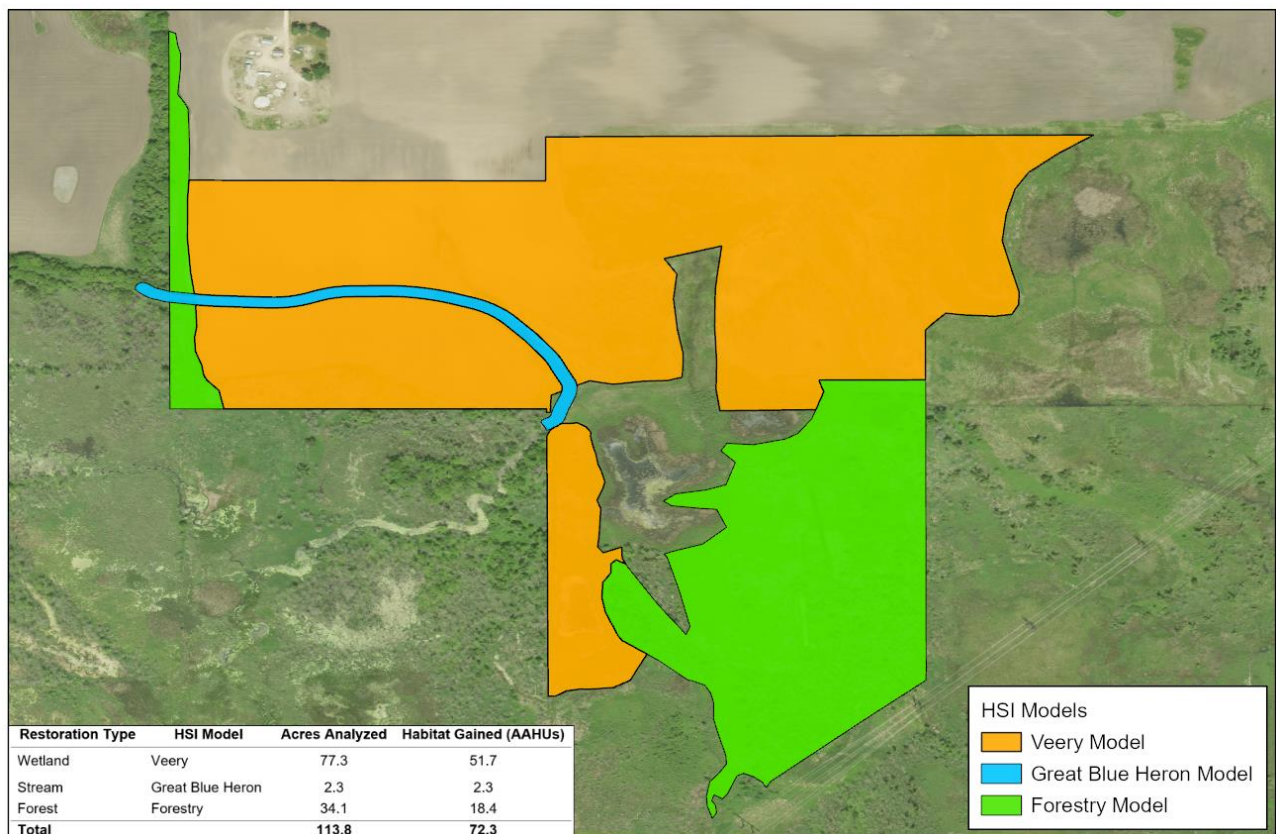 Restoration Type HSI Model Acres Analyzed Habitat Gained (AAHUs)
Wetland Veery 77.3 51.7
Stream Great Blue Heron 2.3 2.3
Forest Forestry 34.1 18.4
Total 113.8 72.3
HSI Models
Veery Model
Great Blue Heron Model
Forestry Model